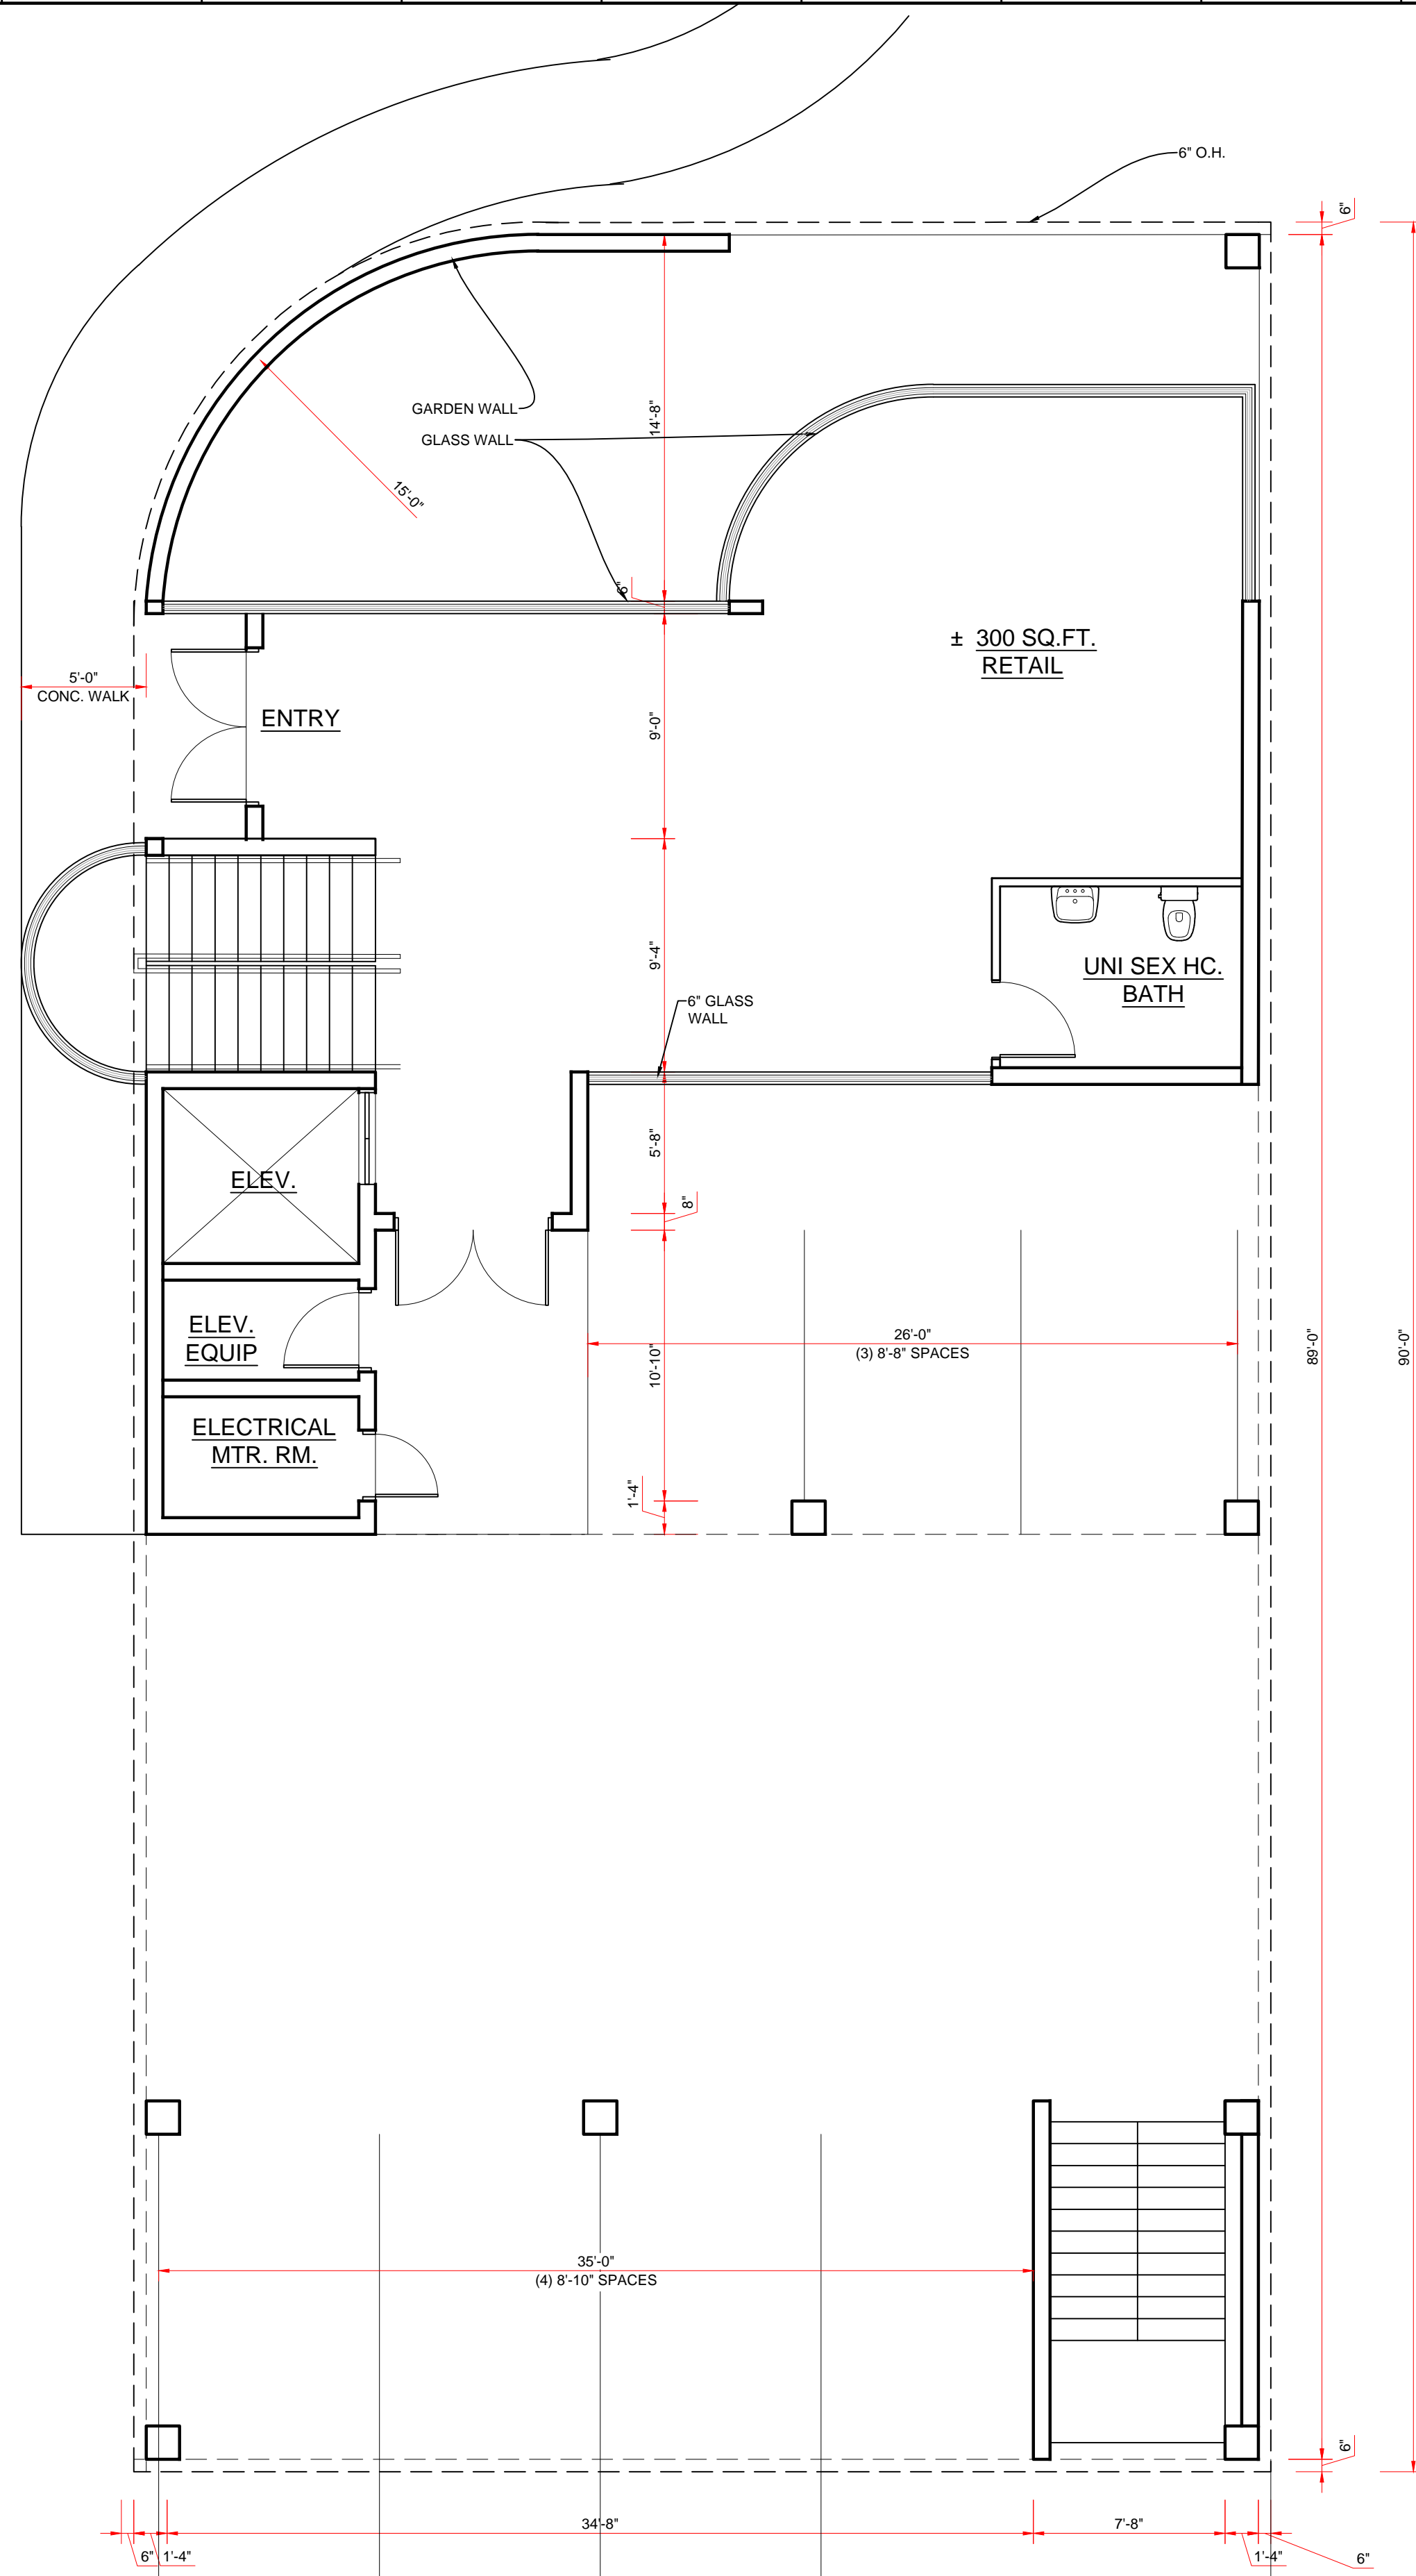 6" O.H.
6"
GARDEN WALL
GLASS WALL
14'-8"
15'-0"
6"
± 300 SQ.FT.
RETAIL
5'-0"
CONC. WALK
ENTRY
9'-0"
9'-4"
UNI SEX HC.
BATH
6" GLASS
WALL
5'-8"
ELEV.
8"
ELEV.
EQUIP
26'-0"
(3) 8'-8" SPACES
10'-10"
89'-0"
90'-0"
ELECTRICAL
MTR. RM.
1'-4"
35'-0"
(4) 8'-10" SPACES
6"
34'-8"
7'-8"
6"
1'-4"
1'-4"
6"